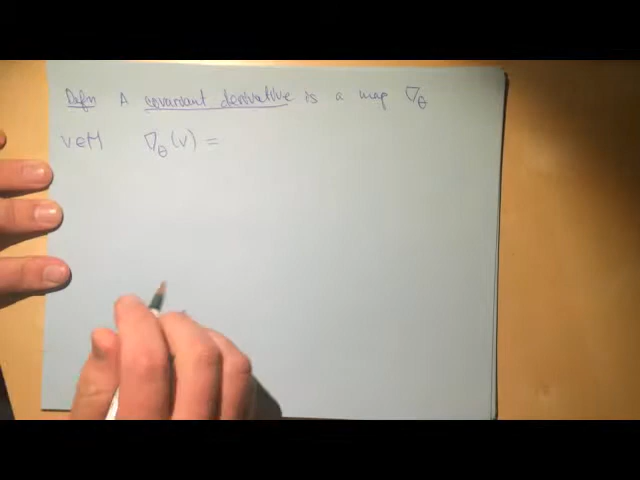 Defn A covariant derivative is a map ∇θ
v∈M ∇θ(v) =